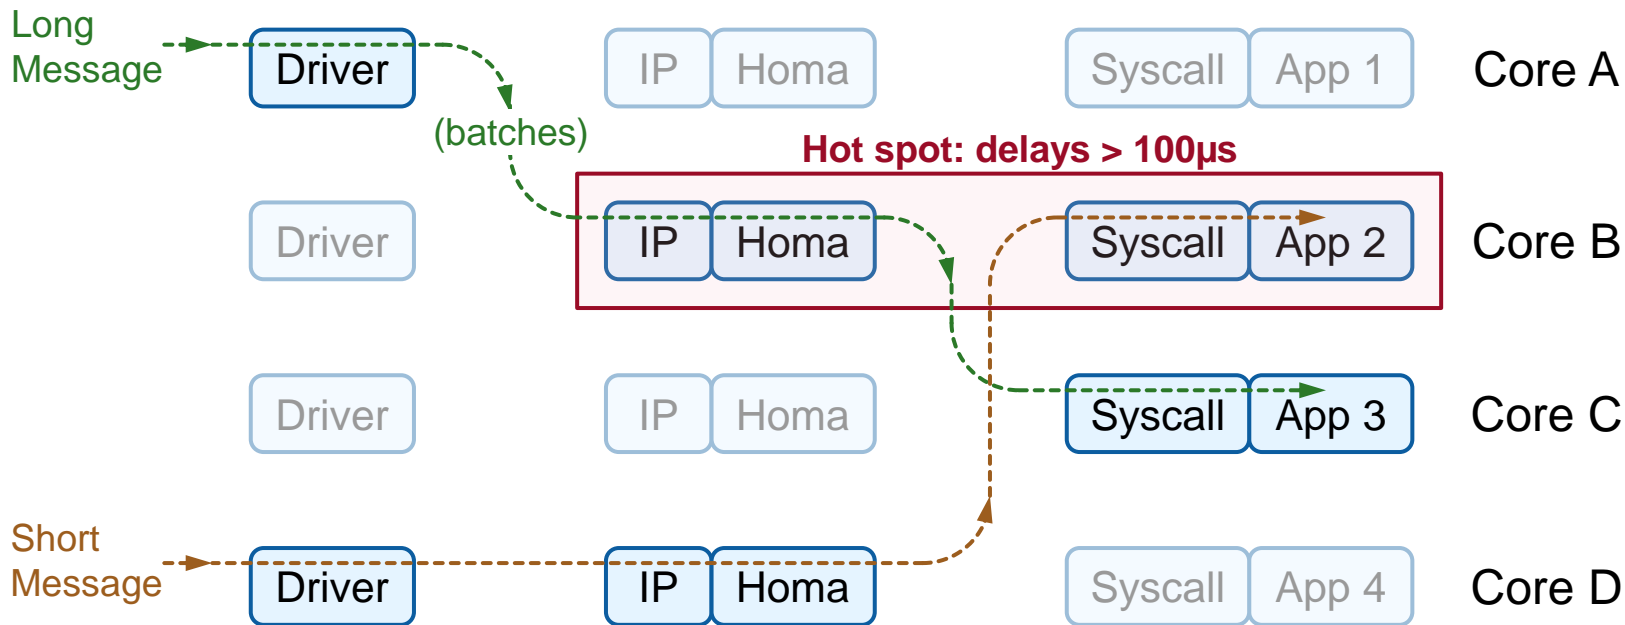 Long
Message
Driver
IP
Homa
Syscall
App 1
Core A
(batches)
Hot spot: delays > 100µs
Driver
IP
Homa
Syscall
App 2
Core B
Driver
IP
Homa
Syscall
App 3
Core C
Short
Message
Driver
IP
Homa
Syscall
App 4
Core D